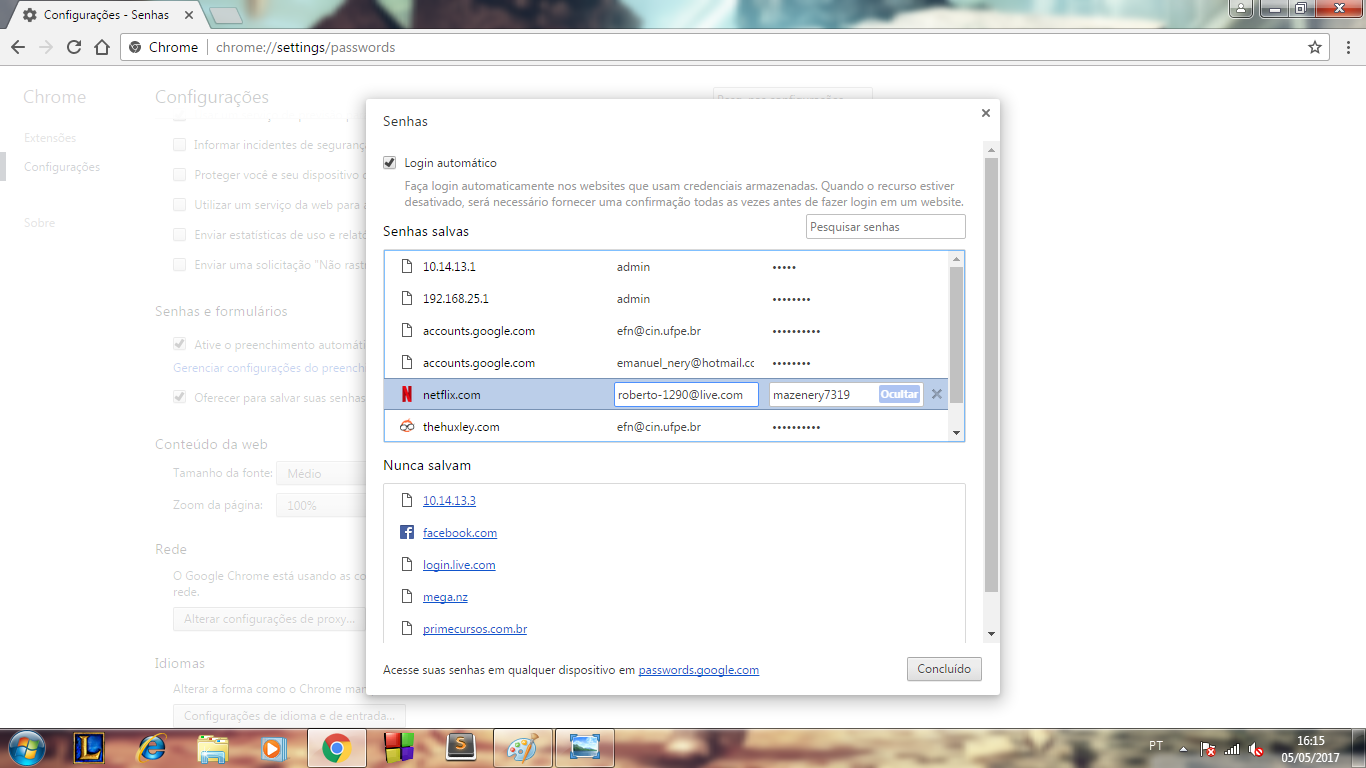 Configurações - Senhas
Chrome chrome://settings/passwords
Chrome
Extensões
Configurações
Sobre
Configurações
Informar incidentes de seguranç
Proteger você e seu dispositivo
Utilizar um serviço da web para
Enviar estatísticas de uso e relat
Enviar uma solicitação "Não rast
Senhas e formulários
Ative o preenchimento automáti
Gerenciar configurações do preench
Oferecer para salvar suas senhas
Conteúdo da web
Tamanho da fonte: Médio
Zoom da página: 100%
Rede
O Google Chrome está usando as co
rede.
Alterar configurações de proxy...
Idiomas
Alterar a forma como o Chrome man
Configurações de idioma e de entrada...
Senhas
Login automático
Faça login automaticamente nos websites que usam credenciais armazenadas. Quando o recurso estiver
desativado, será necessário fornecer uma confirmação todas as vezes antes de fazer login em um website.
Senhas salvas
Pesquisar senhas
10.14.13.1 admin •••••
192.168.25.1 admin ••••••••
accounts.google.com efn@cin.ufpe.br ••••••••••
accounts.google.com emanuel_nery@hotmail.cc ••••••••
netflix.com roberto-1290@live.com mazenery7319 Ocultar
thehuxley.com efn@cin.ufpe.br ••••••••••
Nunca salvam
10.14.13.3
facebook.com
login.live.com
mega.nz
primecursos.com.br
Acesse suas senhas em qualquer dispositivo em passwords.google.com
Concluído
PT
16:15
05/05/2017